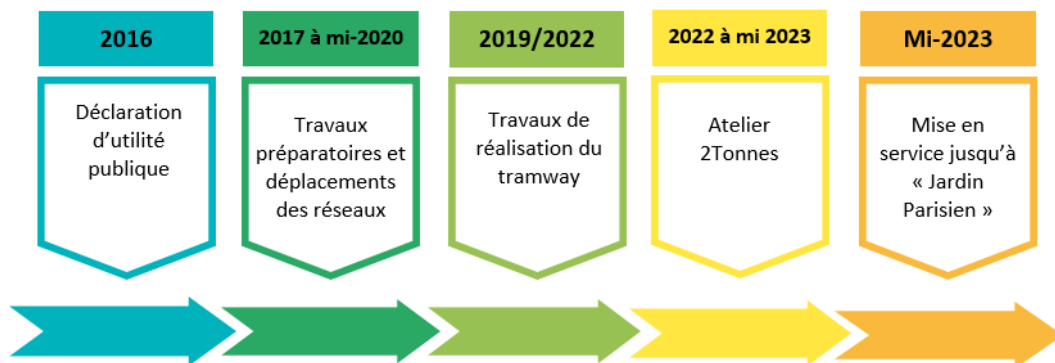 2016
Déclaration
d’utilité
publique
2017 à mi-2020
Travaux
préparatoires et
déplacements
des réseaux
2019/2022
Travaux de
réalisation du
tramway
2022 à mi 2023
Atelier
2Tonnes
Mi-2023
Mise en
service jusqu’à
« Jardin
Parisien »